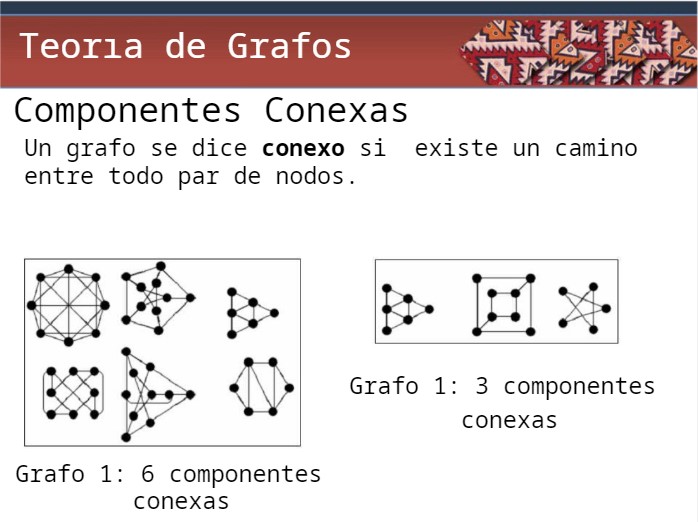 Teorıa de Grafos
Componentes Conexas
Un grafo se dice conexo si existe un camino
entre todo par de nodos.
Grafo 1: 3 componentes
conexas
Grafo 1: 6 componentes
conexas